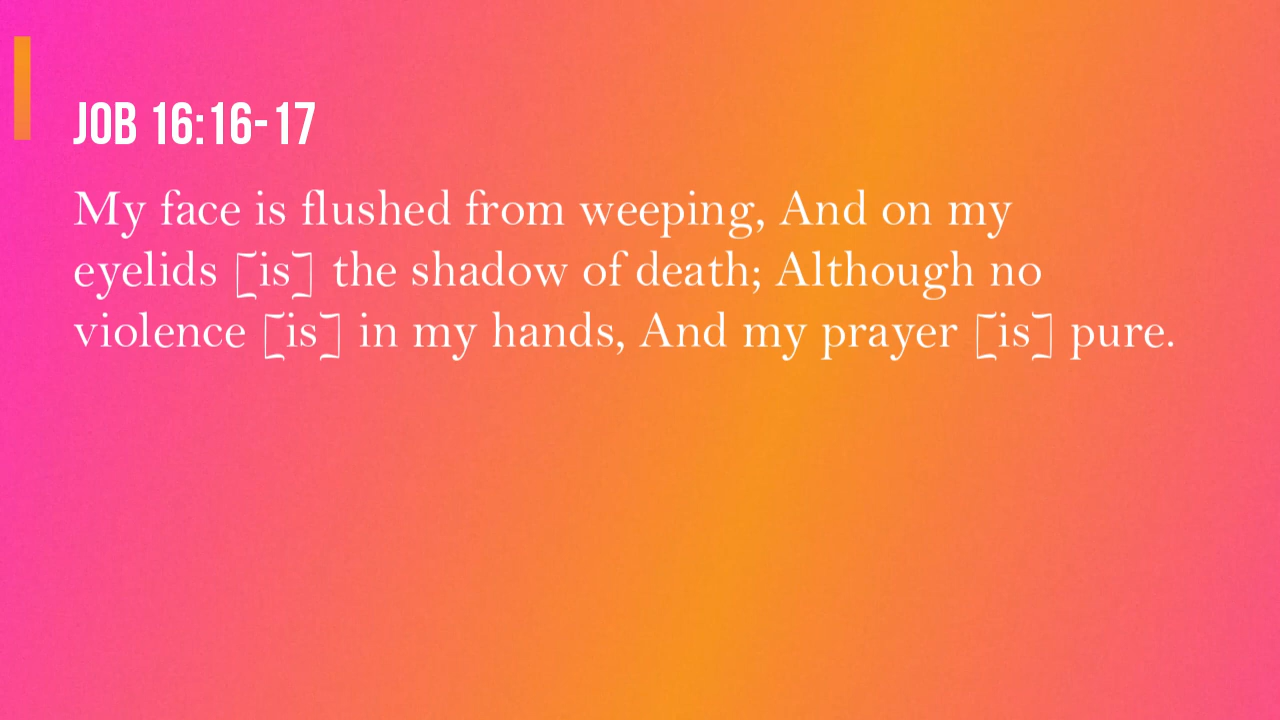 JOB 16:16-17
My face is flushed from weeping, And on my
eyelids [is] the shadow of death; Although no
violence [is] in my hands, And my prayer [is] pure.